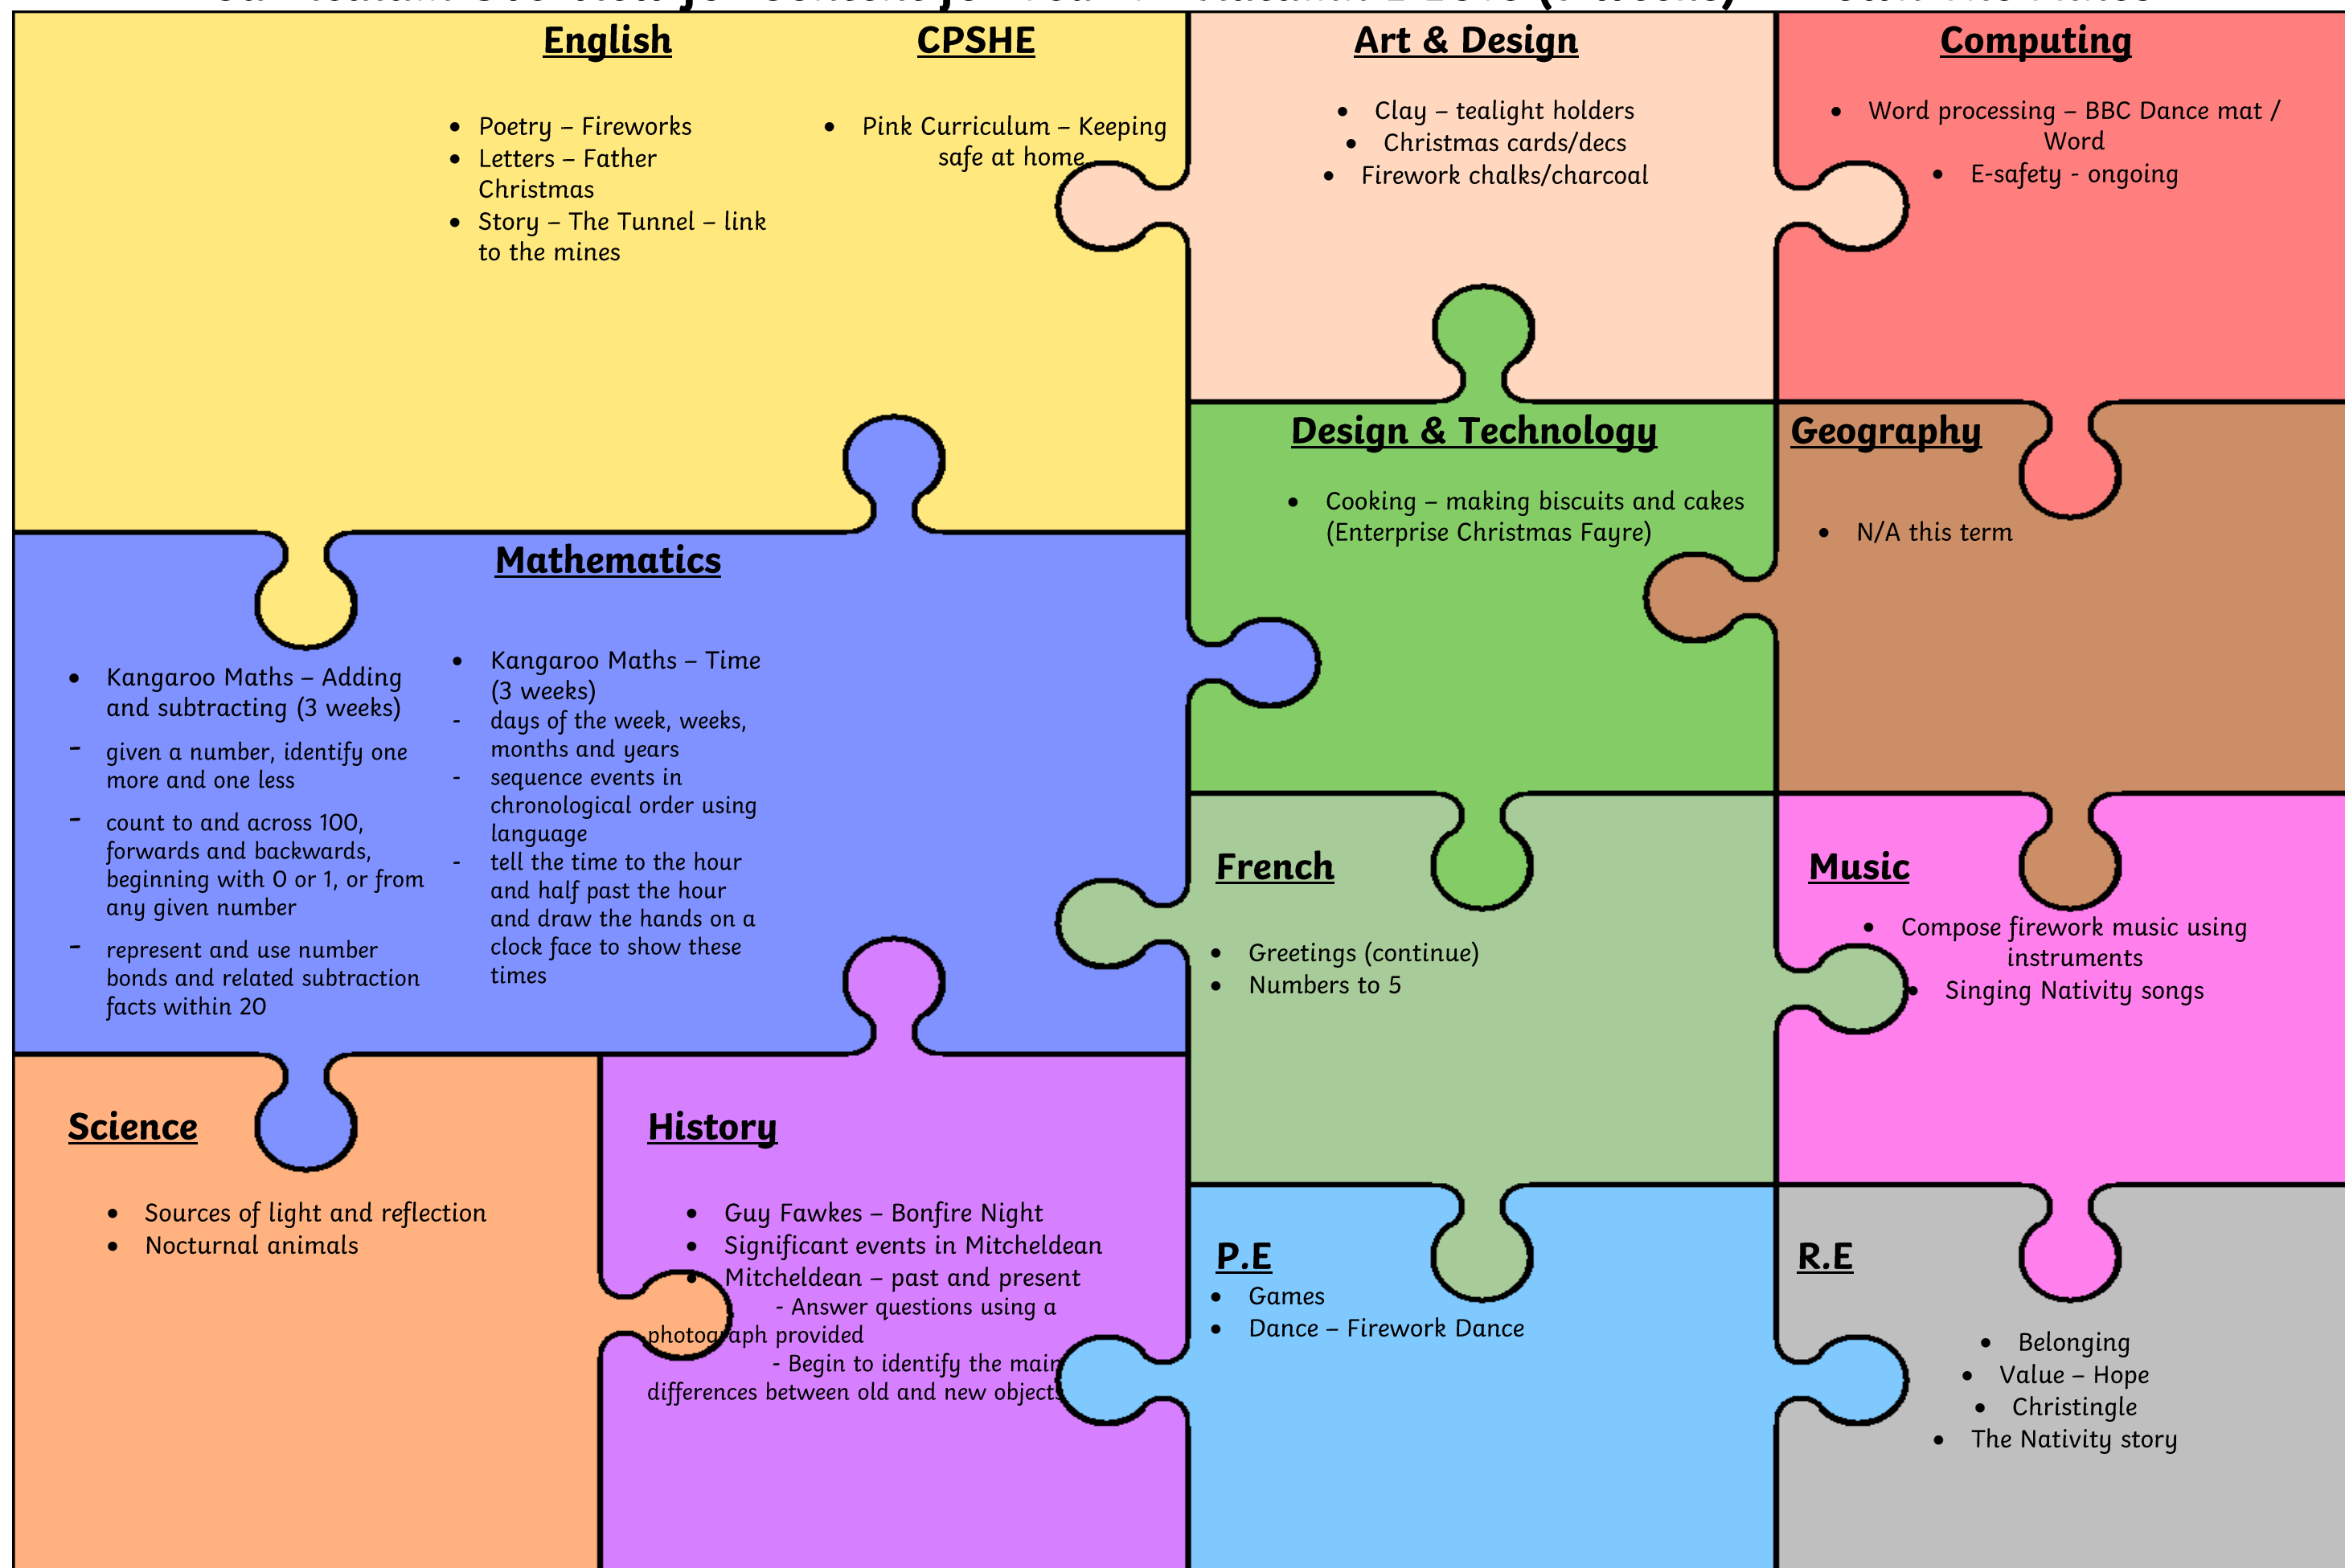 English
Poetry – Fireworks
Letters – Father
Christmas
Story – The Tunnel – link
to the mines
CPSHE
Pink Curriculum – Keeping
safe at home
Art & Design
Clay – tealight holders
Christmas cards/decs
Firework chalks/charcoal
Computing
Word processing – BBC Dance mat /
Word
E-safety - ongoing
Mathematics
Kangaroo Maths – Adding
and subtracting (3 weeks)
- given a number, identify one
more and one less
- count to and across 100,
forwards and backwards,
beginning with 0 or 1, or from
any given number
- represent and use number
bonds and related subtraction
facts within 20
Kangaroo Maths – Time
(3 weeks)
- days of the week, weeks,
months and years
- sequence events in
chronological order using
language
- tell the time to the hour
and half past the hour
and draw the hands on a
clock face to show these
times
Design & Technology
Cooking – making biscuits and cakes
(Enterprise Christmas Fayre)
Geography
N/A this term
French
Greetings (continue)
Numbers to 5
Music
Compose firework music using
instruments
Singing Nativity songs
Science
Sources of light and reflection
Nocturnal animals
History
Guy Fawkes – Bonfire Night
Significant events in Mitcheldean
Mitcheldean – past and present
- Answer questions using a
photograph provided
- Begin to identify the main
differences between old and new objects
P.E
Games
Dance – Firework Dance
R.E
Belonging
Value – Hope
Christingle
The Nativity story